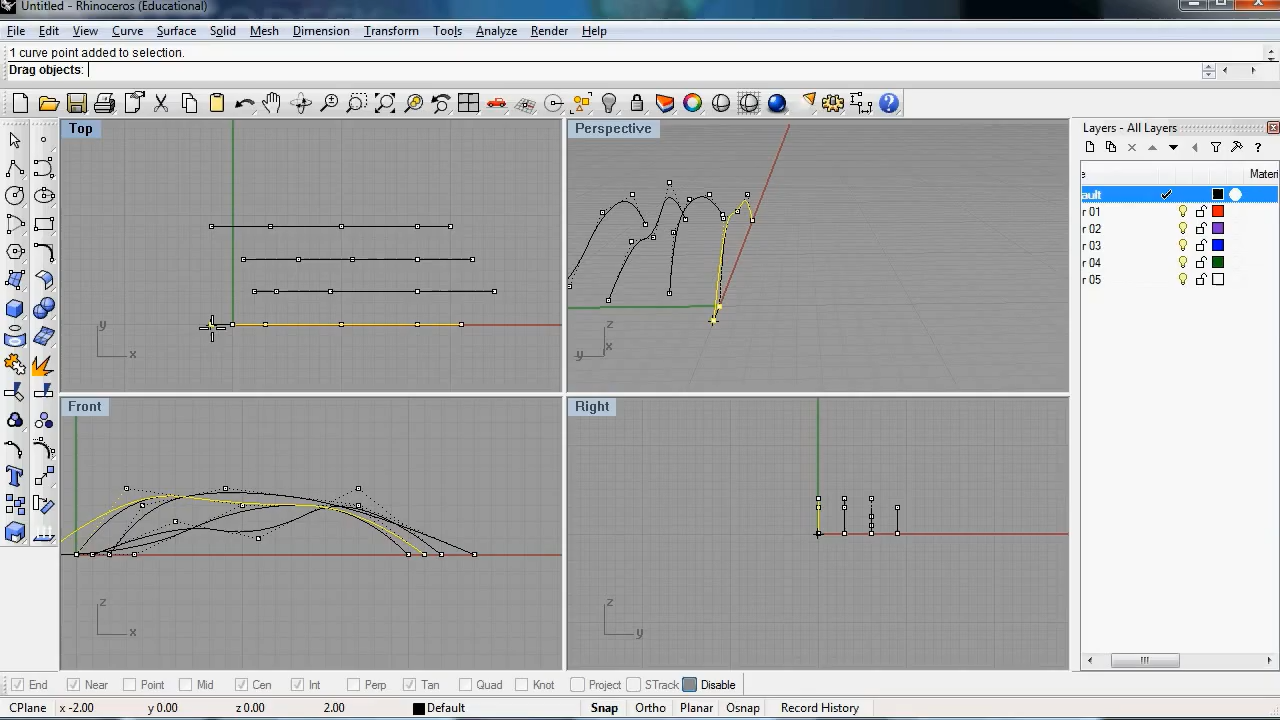 Untitled - Rhinoceros (Educational)
File Edit View Curve Surface Solid Mesh Dimension Transform Tools Analyze Render Help
1 curve point added to selection.
Drag objects:
Top
Perspective
Layers - All Layers
e Materi
ault
r 01
r 02
r 03
r 04
r 05
y
x
z
x
y
Front
Right
z
x
z
y
End Near Point Mid Cen Int Perp Tan Quad Knot Project STrack Disable
CPlane x -2.00 y 0.00 z 0.00 2.00 Default Snap Ortho Planar Osnap Record History